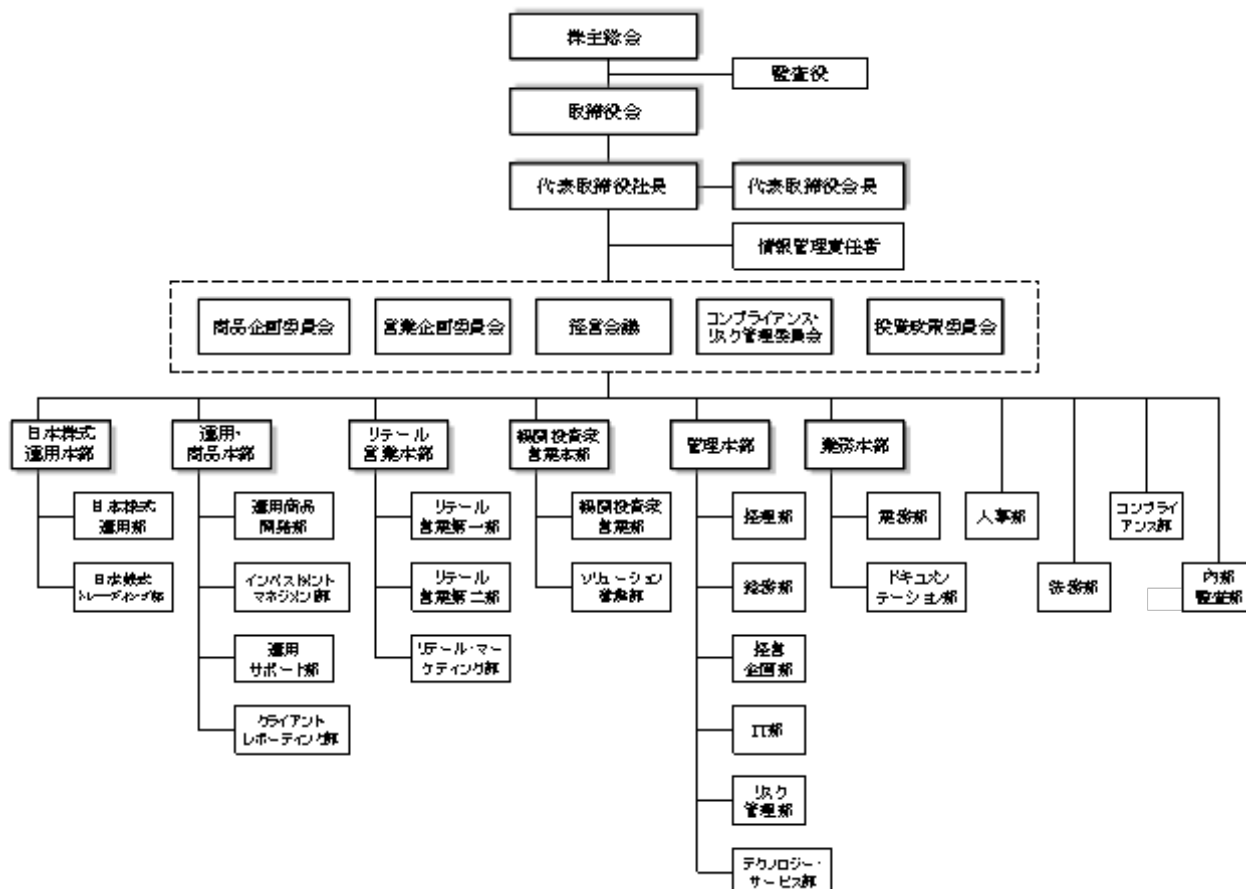 株主総会
監査役
取締役会
代表取締役社長
代表取締役会長
情報管理責任者
商品企画委員会
営業企画委員会
経営会議
コンプライアンス・
リスク管理委員会
投資政策委員会
日本株式
運用本部
運用・
商品本部
リテール
営業本部
機関投資家
営業本部
管理本部
業務本部
日本株式
運用部
運用商品
開発部
リテール
営業第一部
機関投資家
営業部
経理部
業務部
人事部
コンプライ
アンス部
日本株式
トレーディング部
インベストメント
マネジメント部
リテール
営業第二部
ソリューション
営業部
総務部
ドキュメン
テーション部
法務部
内部
監査部
運用
サポート部
リテール・マー
ケティング部
経営
企画部
クライアント
レポーティング部
IT部
リスク
管理部
テクノロジー・
サービス部